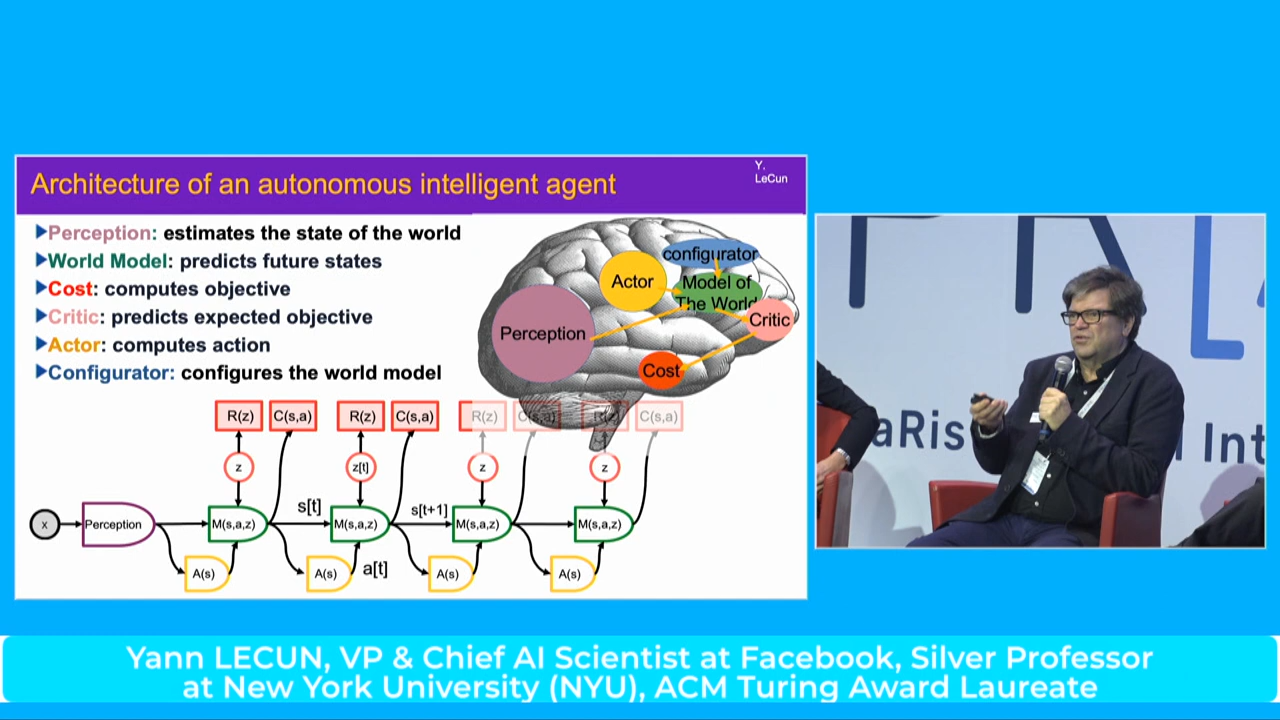 Architecture of an autonomous intelligent agent
Y.
LeCun
Perception: estimates the state of the world
World Model: predicts future states
Cost: computes objective
Critic: predicts expected objective
Actor: computes action
Configurator: configures the world model
configurator
Actor
Model of
The World
Perception
Critic
Cost
R(z) C(s,a) R(z) C(s,a) R(z) C(s,a) R(z) C(s,a)
z z[t] z z
s[t] s[t+1]
x Perception M(s,a,z) M(s,a,z) M(s,a,z) M(s,a,z)
A(s) A(s) a[t] A(s) A(s)
PRL
aRis Int
Yann LECUN, VP & Chief AI Scientist at Facebook, Silver Professor
at New York University (NYU), ACM Turing Award Laureate